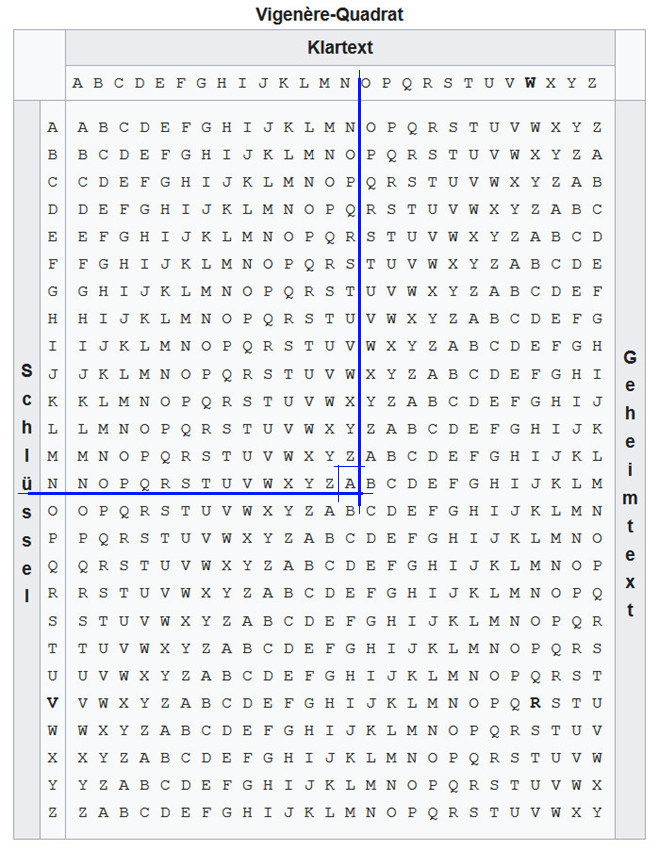 Vigenère-Quadrat
Klartext
A B C D E F G H I J K L M N O P Q R S T U V W X Y Z
A A B C D E F G H I J K L M N O P Q R S T U V W X Y Z
B B C D E F G H I J K L M N O P Q R S T U V W X Y Z A
C C D E F G H I J K L M N O P Q R S T U V W X Y Z A B
D D E F G H I J K L M N O P Q R S T U V W X Y Z A B C
E E F G H I J K L M N O P Q R S T U V W X Y Z A B C D
F F G H I J K L M N O P Q R S T U V W X Y Z A B C D E
G G H I J K L M N O P Q R S T U V W X Y Z A B C D E F
H H I J K L M N O P Q R S T U V W X Y Z A B C D E F G
I I J K L M N O P Q R S T U V W X Y Z A B C D E F G H
J J K L M N O P Q R S T U V W X Y Z A B C D E F G H I
K K L M N O P Q R S T U V W X Y Z A B C D E F G H I J
L L M N O P Q R S T U V W X Y Z A B C D E F G H I J K
M M N O P Q R S T U V W X Y Z A B C D E F G H I J K L
N N O P Q R S T U V W X Y Z A B C D E F G H I J K L M
O O P Q R S T U V W X Y Z A B C D E F G H I J K L M N
P P Q R S T U V W X Y Z A B C D E F G H I J K L M N O
Q Q R S T U V W X Y Z A B C D E F G H I J K L M N O P
R R S T U V W X Y Z A B C D E F G H I J K L M N O P Q
S S T U V W X Y Z A B C D E F G H I J K L M N O P Q R
T T U V W X Y Z A B C D E F G H I J K L M N O P Q R S
U U V W X Y Z A B C D E F G H I J K L M N O P Q R S T
V V W X Y Z A B C D E F G H I J K L M N O P Q R S T U
W W X Y Z A B C D E F G H I J K L M N O P Q R S T U V
X X Y Z A B C D E F G H I J K L M N O P Q R S T U V W
Y Y Z A B C D E F G H I J K L M N O P Q R S T U V W X
Z Z A B C D E F G H I J K L M N O P Q R S T U V W X Y
Schlüssel
Geheimtext